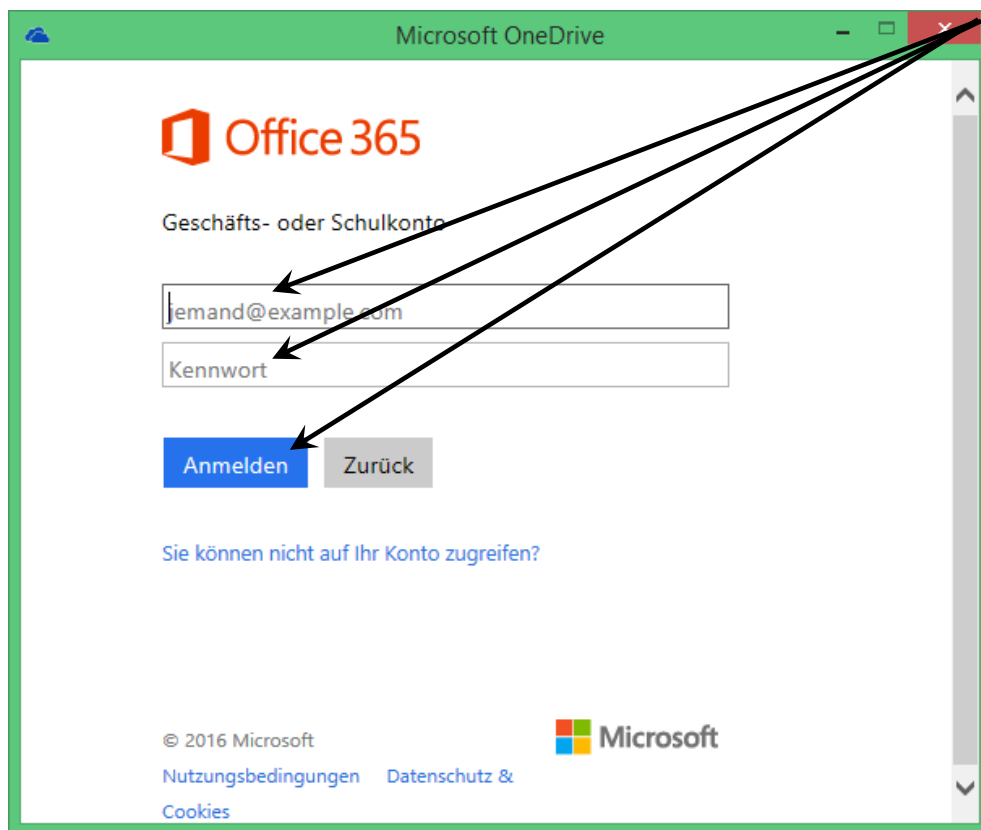 Microsoft OneDrive
Office 365
Geschäfts- oder Schulkonto
jemand@example.com
Kennwort
Anmelden Zurück
Sie können nicht auf Ihr Konto zugreifen?
© 2016 Microsoft
Microsoft
Nutzungsbedingungen Datenschutz &
Cookies